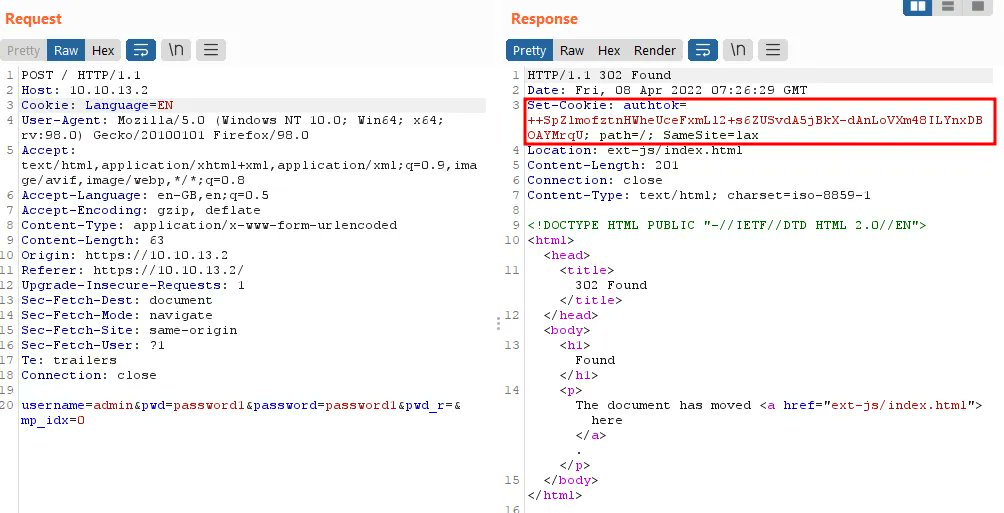 Request
Pretty Raw Hex \n
1 POST / HTTP/1.1
2 Host: 10.10.13.2
3 Cookie: Language=EN
4 User-Agent: Mozilla/5.0 (Windows NT 10.0; Win64; x64;
rv:98.0) Gecko/20100101 Firefox/98.0
5 Accept:
text/html,application/xhtml+xml,application/xml;q=0.9,ima
ge/avif,image/webp,*/*;q=0.8
6 Accept-Language: en-GB,en;q=0.5
7 Accept-Encoding: gzip, deflate
8 Content-Type: application/x-www-form-urlencoded
9 Content-Length: 63
10 Origin: https://10.10.13.2
11 Referer: https://10.10.13.2/
12 Upgrade-Insecure-Requests: 1
13 Sec-Fetch-Dest: document
14 Sec-Fetch-Mode: navigate
15 Sec-Fetch-Site: same-origin
16 Sec-Fetch-User: ?1
17 Te: trailers
18 Connection: close
19
20 username=admin&pwd=password1&password=password1&pwd_r=&
mp_idx=0
Response
Pretty Raw Hex Render \n
1 HTTP/1.1 302 Found
2 Date: Fri, 08 Apr 2022 07:26:29 GMT
3 Set-Cookie: authtok=
++SpZlmofztnHWheUceFxmLl2+s6ZUSvdA5jBkX-dAnLoVXm48ILYnxDB
OAYMrqU; path=/; SameSite=lax
4 Location: ext-js/index.html
5 Content-Length: 201
6 Connection: close
7 Content-Type: text/html; charset=iso-8859-1
8
9 <!DOCTYPE HTML PUBLIC "-//IETF//DTD HTML 2.0//EN">
10 <html>
<head>
11 <title>
302 Found
</title>
12 </head>
<body>
13 <h1>
Found
</h1>
14 <p>
The document has moved <a href="ext-js/index.html">
here
</a>
.
</p>
15 </body>
</html>
16